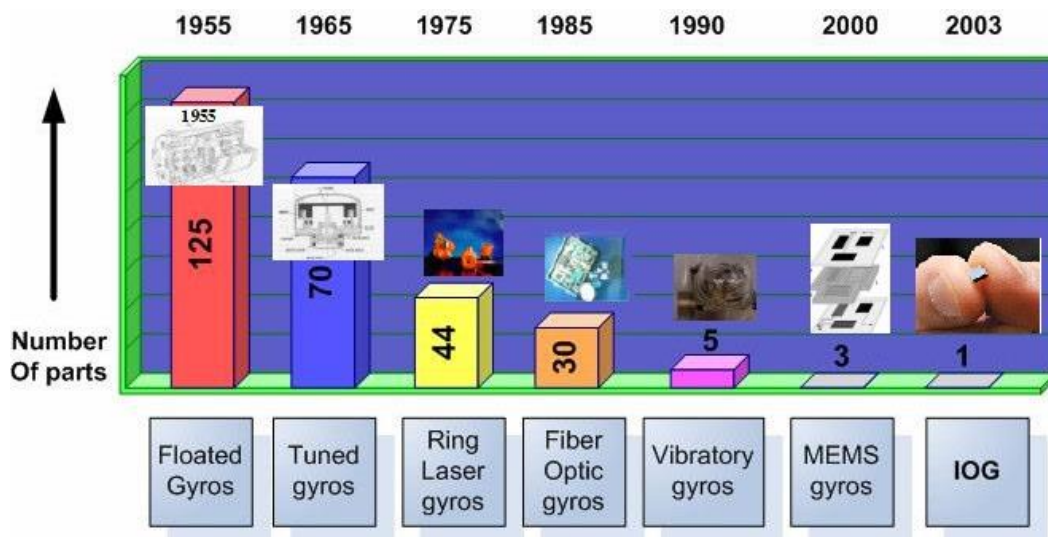 1955 1965 1975 1985 1990 2000 2003
1955
125
70
44
30
5
3
1
Number
Of parts
Floated
Gyros
Tuned
gyros
Ring
Laser
gyros
Fiber
Optic
gyros
Vibratory
gyros
MEMS
gyros
IOG